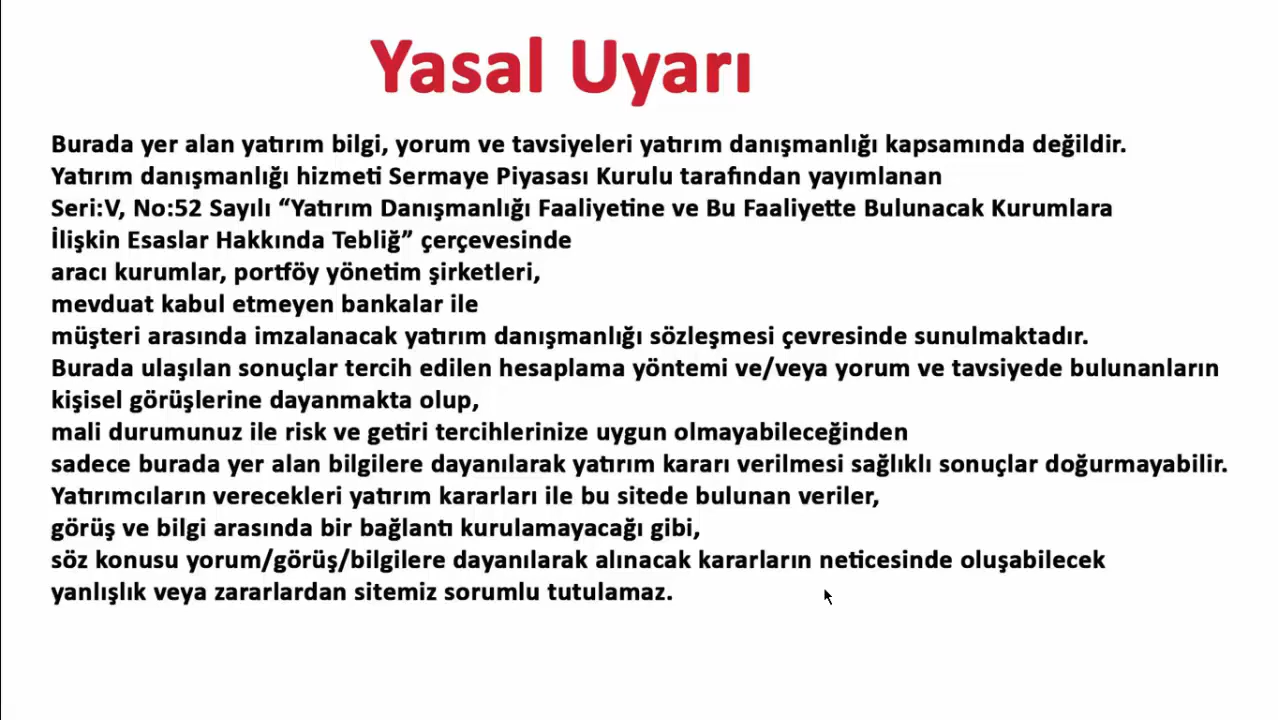 Yasal Uyarı
Burada yer alan yatırım bilgi, yorum ve tavsiyeleri yatırım danışmanlığı kapsamında değildir.
Yatırım danışmanlığı hizmeti Sermaye Piyasası Kurulu tarafından yayımlanan
Seri:V, No:52 Sayılı “Yatırım Danışmanlığı Faaliyetine ve Bu Faaliyette Bulunacak Kurumlara
İlişkin Esaslar Hakkında Tebliğ” çerçevesinde
aracı kurumlar, portföy yönetim şirketleri,
mevduat kabul etmeyen bankalar ile
müşteri arasında imzalanacak yatırım danışmanlığı sözleşmesi çevresinde sunulmaktadır.
Burada ulaşılan sonuçlar tercih edilen hesaplama yöntemi ve/veya yorum ve tavsiyede bulunanların
kişisel görüşlerine dayanmakta olup,
mali durumunuz ile risk ve getiri tercihlerinize uygun olmayabileceğinden
sadece burada yer alan bilgilere dayanılarak yatırım kararı verilmesi sağlıklı sonuçlar doğurmayabilir.
Yatırımcıların verecekleri yatırım kararları ile bu sitede bulunan veriler,
görüş ve bilgi arasında bir bağlantı kurulamayacağı gibi,
söz konusu yorum/görüş/bilgilere dayanılarak alınacak kararların neticesinde oluşabilecek
yanlışlık veya zararlardan sitemiz sorumlu tutulamaz.